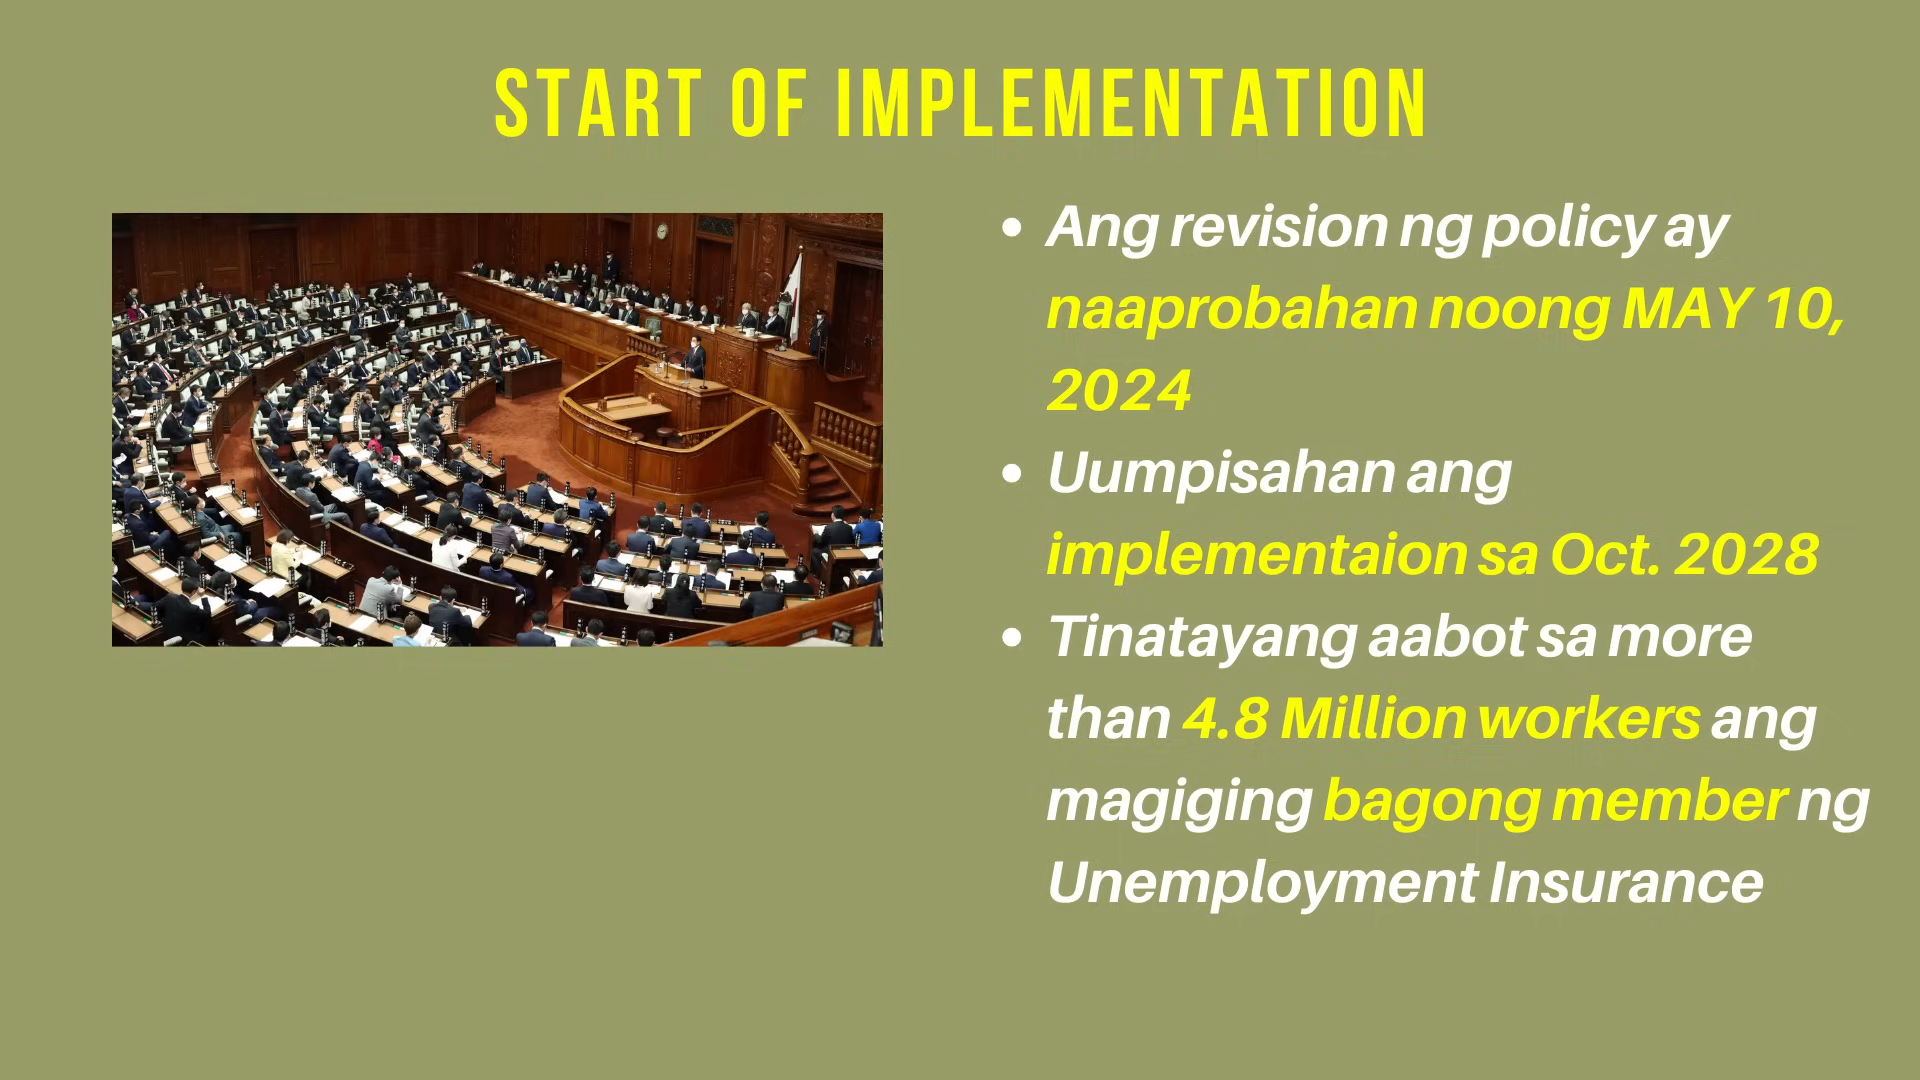 START OF IMPLEMENTATION
• Ang revision ng policy ay
naaprobahan noong MAY 10,
2024
• Uumpisahan ang
implementaion sa Oct. 2028
• Tinatayang aabot sa more
than 4.8 Million workers ang
magiging bagong member ng
Unemployment Insurance